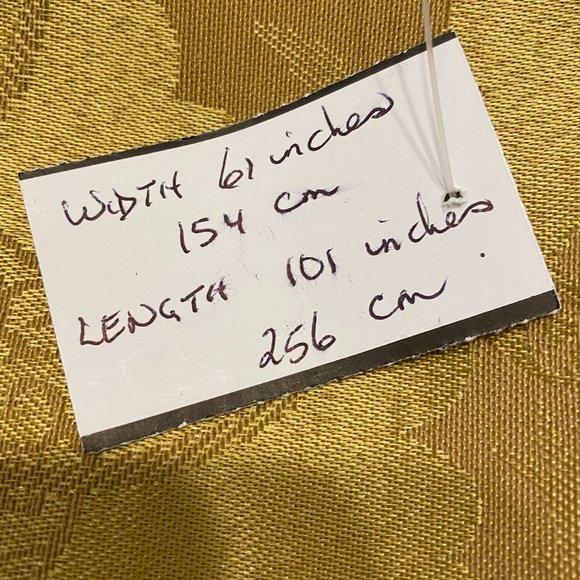 WIDTH 61 inches
154 cm
LENGTH 101 inches
256 cm.